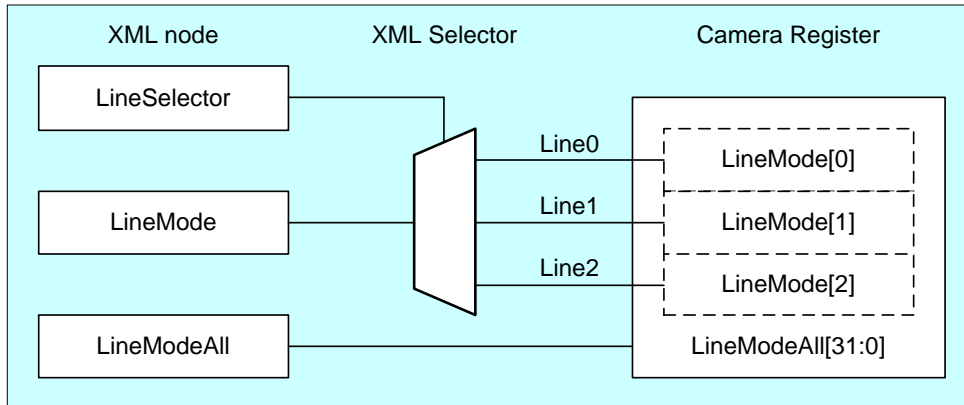 XML node XML Selector Camera Register
LineSelector
Line0 LineMode[0]
LineMode Line1 LineMode[1]
Line2 LineMode[2]
LineModeAll LineModeAll[31:0]